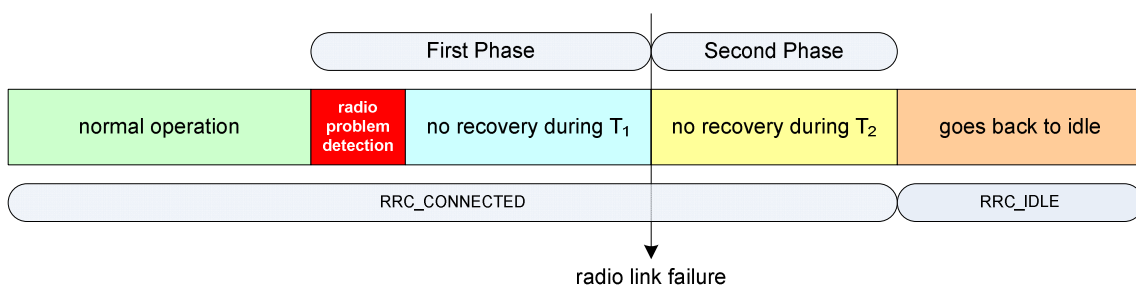 First Phase
Second Phase
normal operation
radio
problem
detection
no recovery during T₁
no recovery during T₂
goes back to idle
RRC_CONNECTED
RRC_IDLE
radio link failure